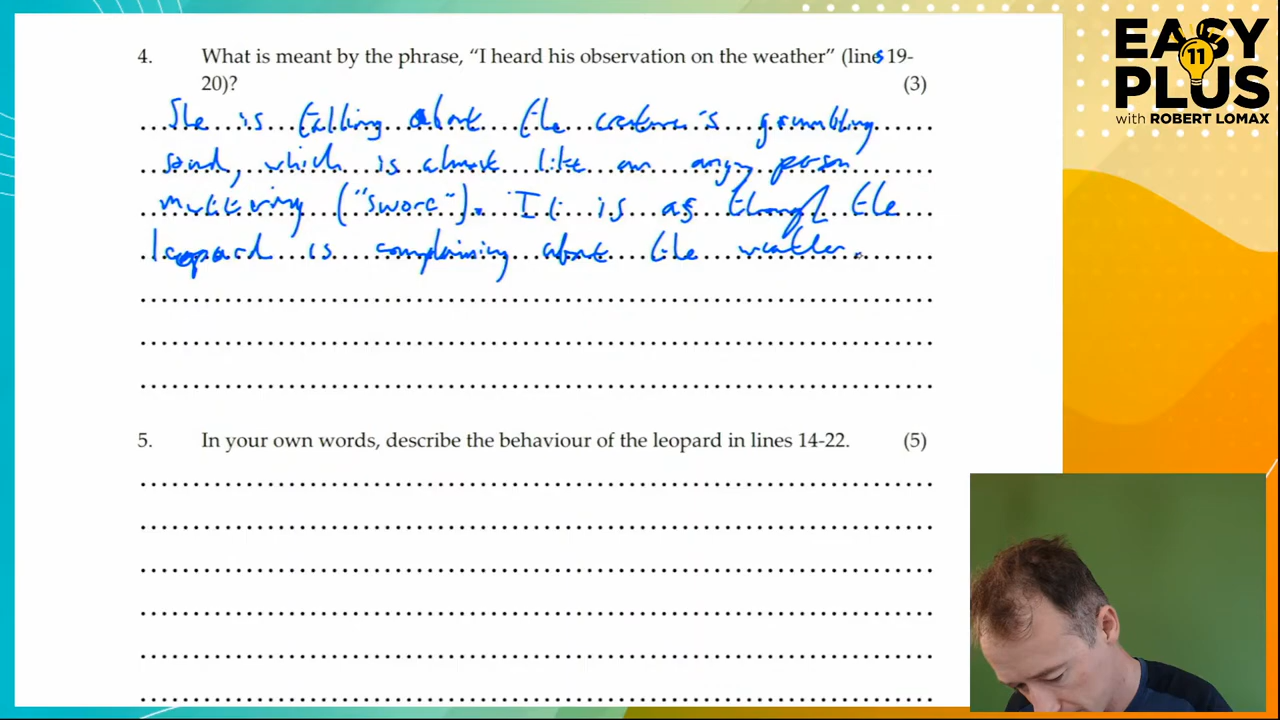 4. What is meant by the phrase, “I heard his observation on the weather” (lines 19-
20)? (3)
She is talking about the creature's grumbling
sound, which is almost like an angry person
muttering ("swore"). It is as though the
leopard is complaining about the weather.
5. In your own words, describe the behaviour of the leopard in lines 14-22. (5)
EASY
11
PLUS
with ROBERT LOMAX